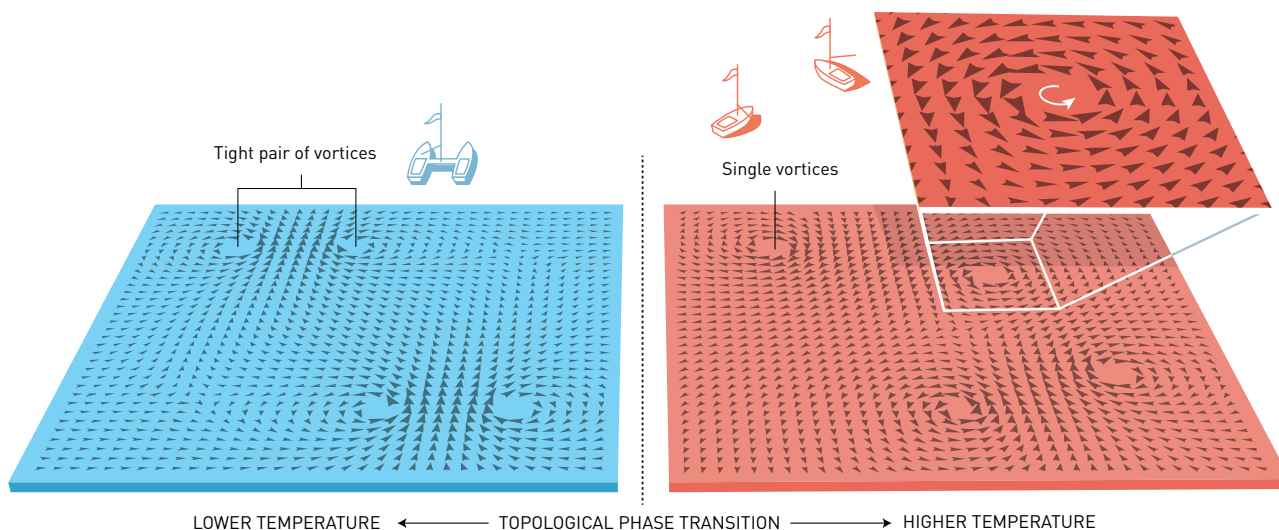 Tight pair of vortices
Single vortices
LOWER TEMPERATURE
TOPOLOGICAL PHASE TRANSITION
HIGHER TEMPERATURE